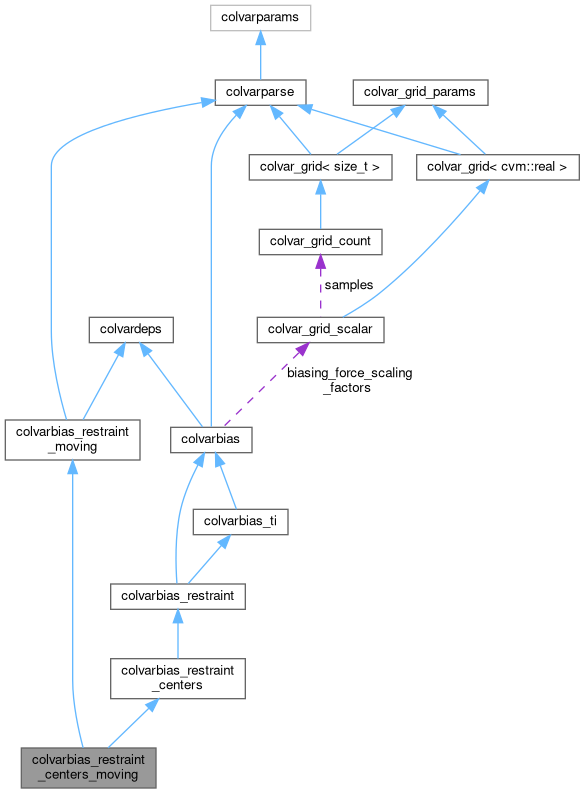 colvarparams
colvarparse
colvar_grid_params
colvar_grid< size_t >
colvar_grid< cvm::real >
colvar_grid_count
samples
colvardeps
colvar_grid_scalar
biasing_force_scaling
_factors
colvarbias_restraint
_moving
colvarbias
colvarbias_ti
colvarbias_restraint
colvarbias_restraint
_centers
colvarbias_restraint
_centers_moving